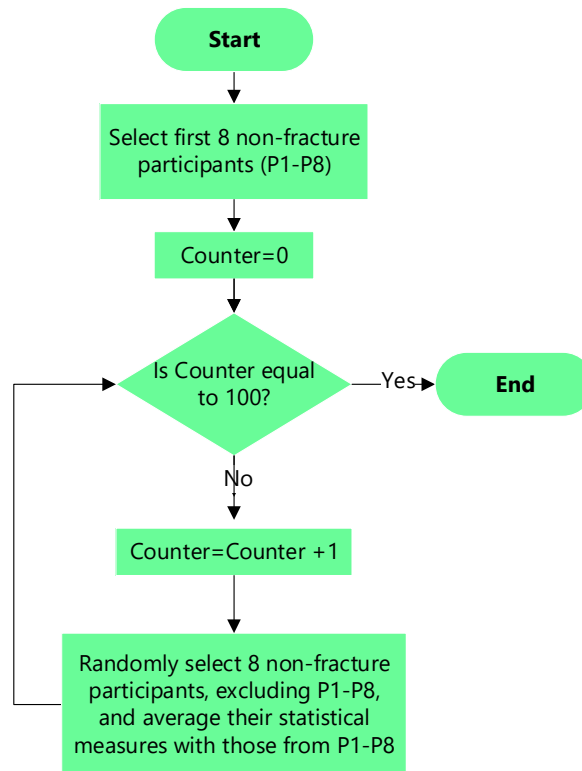 Start
Select first 8 non-fracture
participants (P1-P8)
Counter=0
Is Counter equal
to 100?
Yes
End
No
Counter=Counter +1
Randomly select 8 non-fracture
participants, excluding P1-P8,
and average their statistical
measures with those from P1-P8